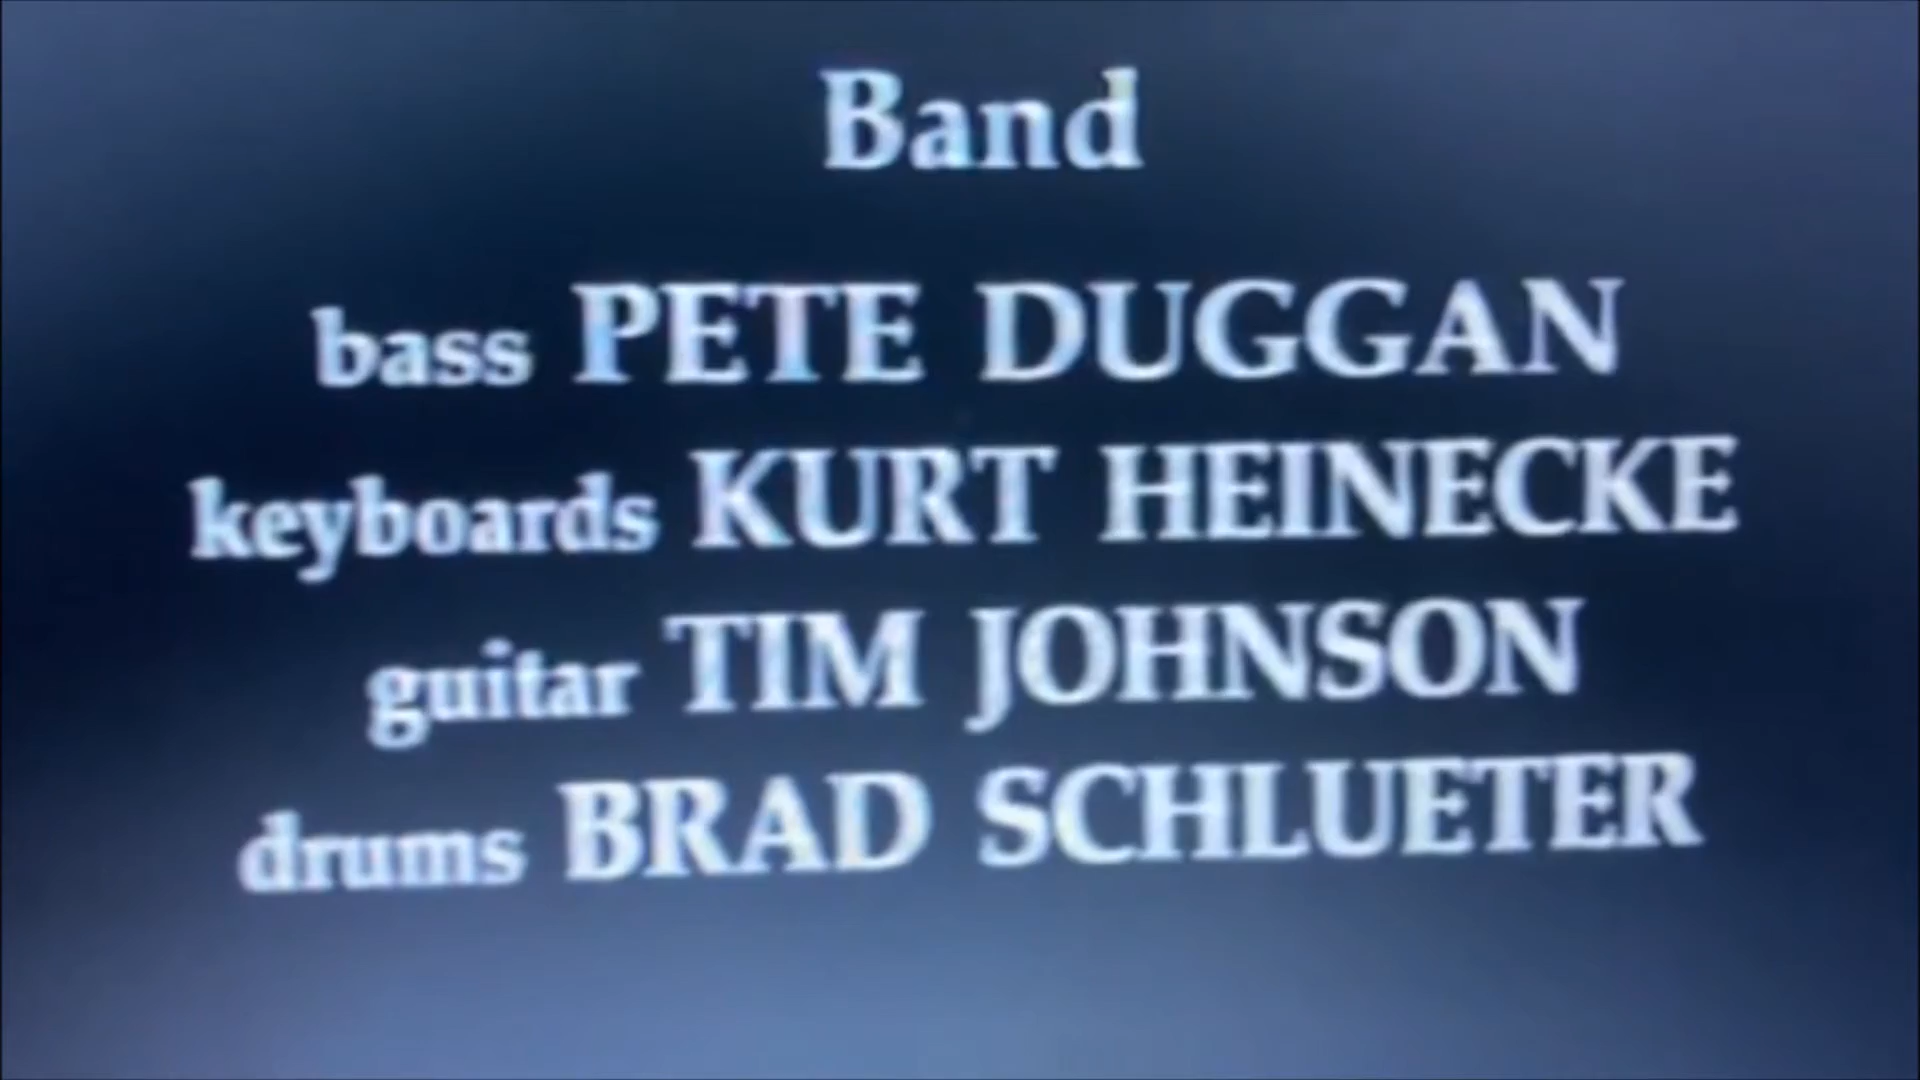 Band
bass PETE DUGGAN
keyboards KURT HEINECKE
guitar TIM JOHNSON
drums BRAD SCHLUETER